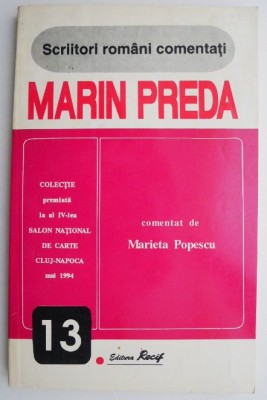 Scriitori români comentați
MARIN PREDA
COLECȚIE
premiată
la al IV-lea
SALON NAȚIONAL
DE CARTE
CLUJ-NAPOCA
mai 1994
comentat de
Marieta Popescu
13
Editura Recif